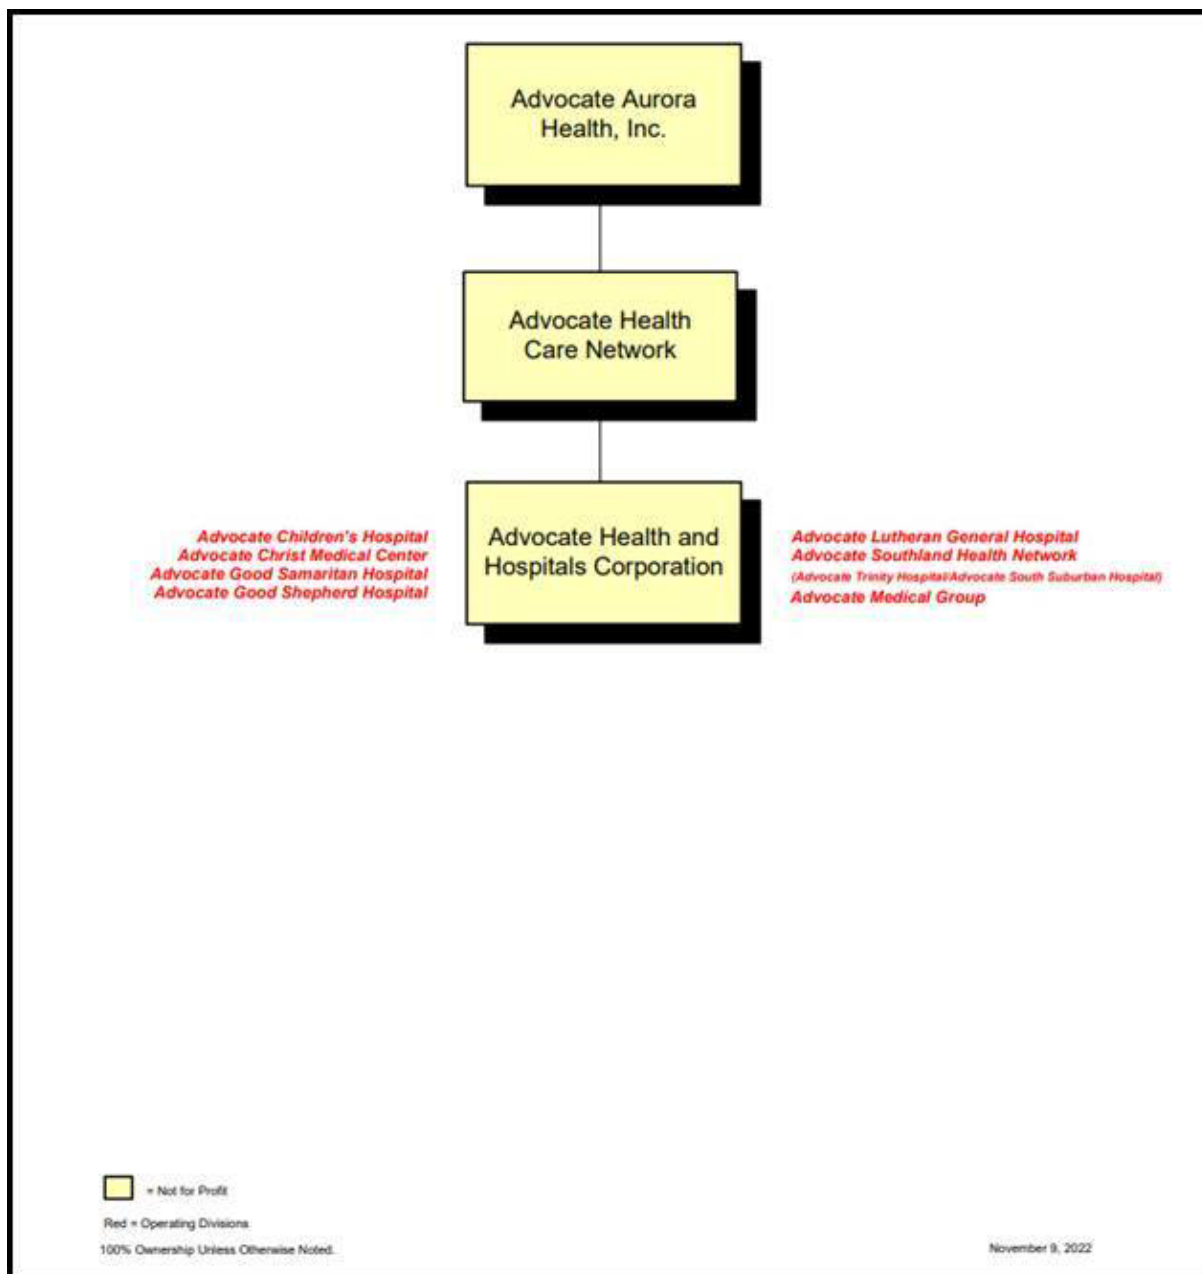 Advocate Aurora
Health, Inc.
Advocate Health
Care Network
Advocate Health and
Hospitals Corporation
Advocate Children's Hospital
Advocate Christ Medical Center
Advocate Good Samaritan Hospital
Advocate Good Shepherd Hospital
Advocate Lutheran General Hospital
Advocate Southland Health Network
(Advocate Trinity Hospital/Advocate South Suburban Hospital)
Advocate Medical Group
= Not for Profit
Red = Operating Divisions
100% Ownership Unless Otherwise Noted.
November 9, 2022